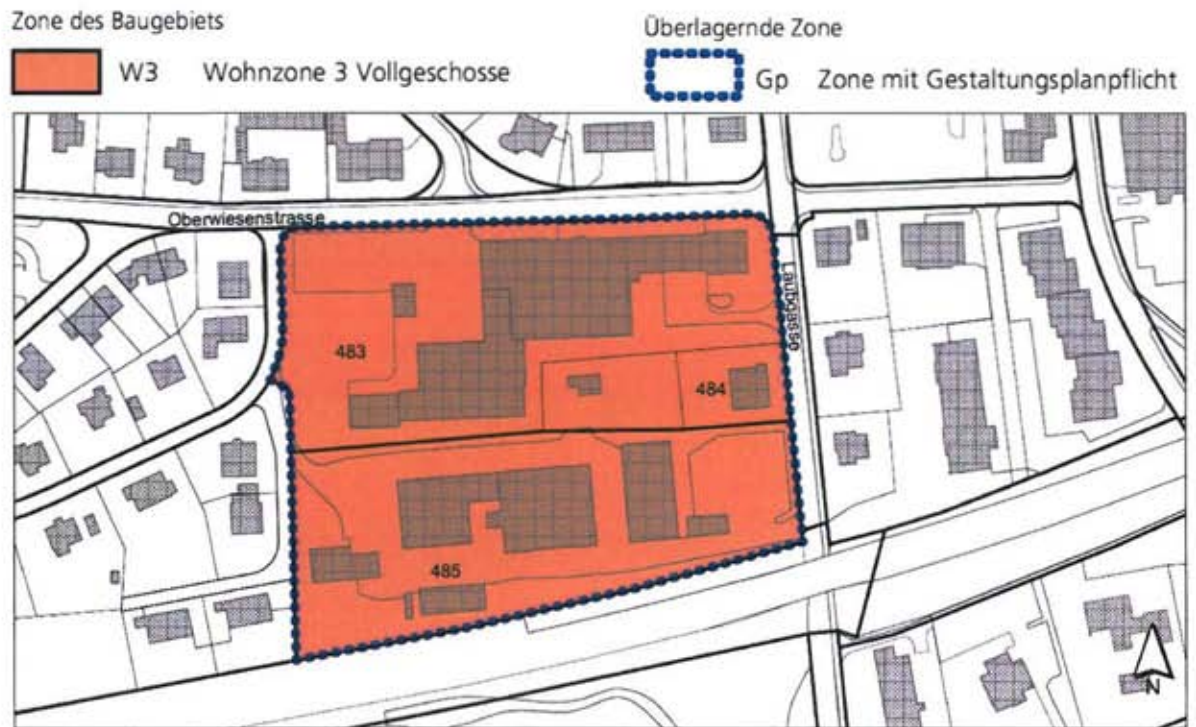 Zone des Baugebiets
W3 Wohnzone 3 Vollgeschosse
Überlagernde Zone
Gp Zone mit Gestaltungsplanpflicht
Oberwiesenstrasse
Laubgasse
483
484
485
N